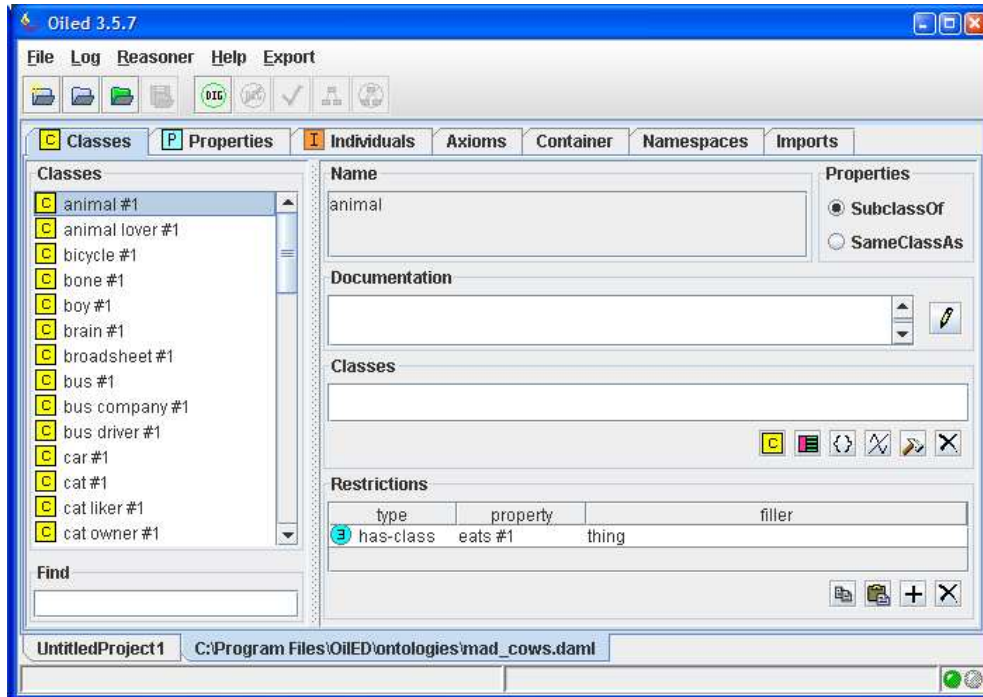 Oiled 3.5.7
File Log Reasoner Help Export
DIG
C Classes P Properties I Individuals Axioms Container Namespaces Imports
Classes
C animal #1
C animal lover #1
C bicycle #1
C bone #1
C boy #1
C brain #1
C broadsheet #1
C bus #1
C bus company #1
C bus driver #1
C car #1
C cat #1
C cat liker #1
C cat owner #1
Find
Name
animal
Properties
SubclassOf
SameClassAs
Documentation
Classes
C {}
Restrictions
type property filler
∃ has-class eats #1 thing
UntitledProject1 C:\Program Files\OilED\ontologies\mad_cows.daml